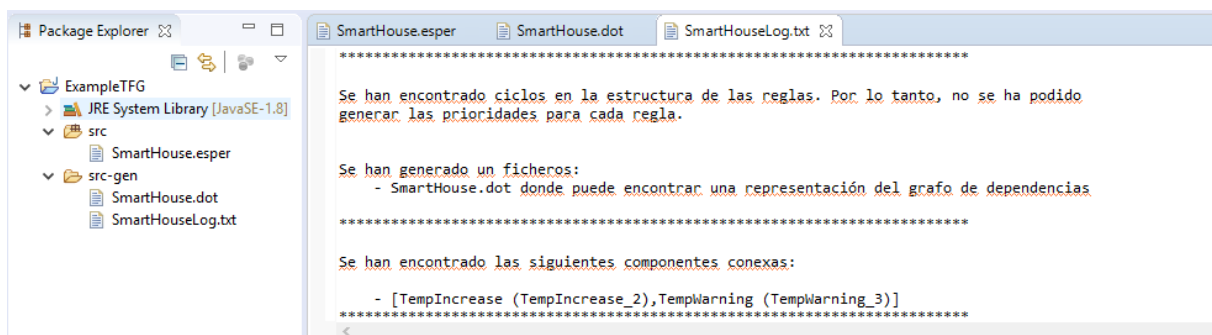 Package Explorer
ExampleTFG
JRE System Library [JavaSE-1.8]
src
SmartHouse.esper
src-gen
SmartHouse.dot
SmartHouseLog.txt
SmartHouse.esper
SmartHouse.dot
SmartHouseLog.txt
*************************************************************************
Se han encontrado ciclos en la estructura de las reglas. Por lo tanto, no se ha podido
generar las prioridades para cada regla.
Se han generado un ficheros:
- SmartHouse.dot donde puede encontrar una representación del grafo de dependencias
*************************************************************************
Se han encontrado las siguientes componentes conexas:
- [TempIncrease (TempIncrease_2),TempWarning (TempWarning_3)]
*************************************************************************